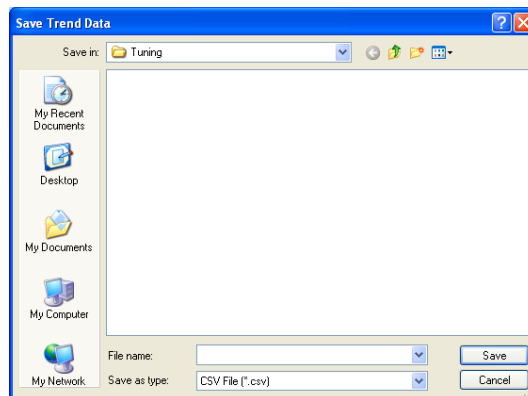 Save Trend Data
Save in:
Tuning
My Recent
Documents
Desktop
My Documents
My Computer
My Network
File name:
Save
Save as type:
CSV File (*.csv)
Cancel